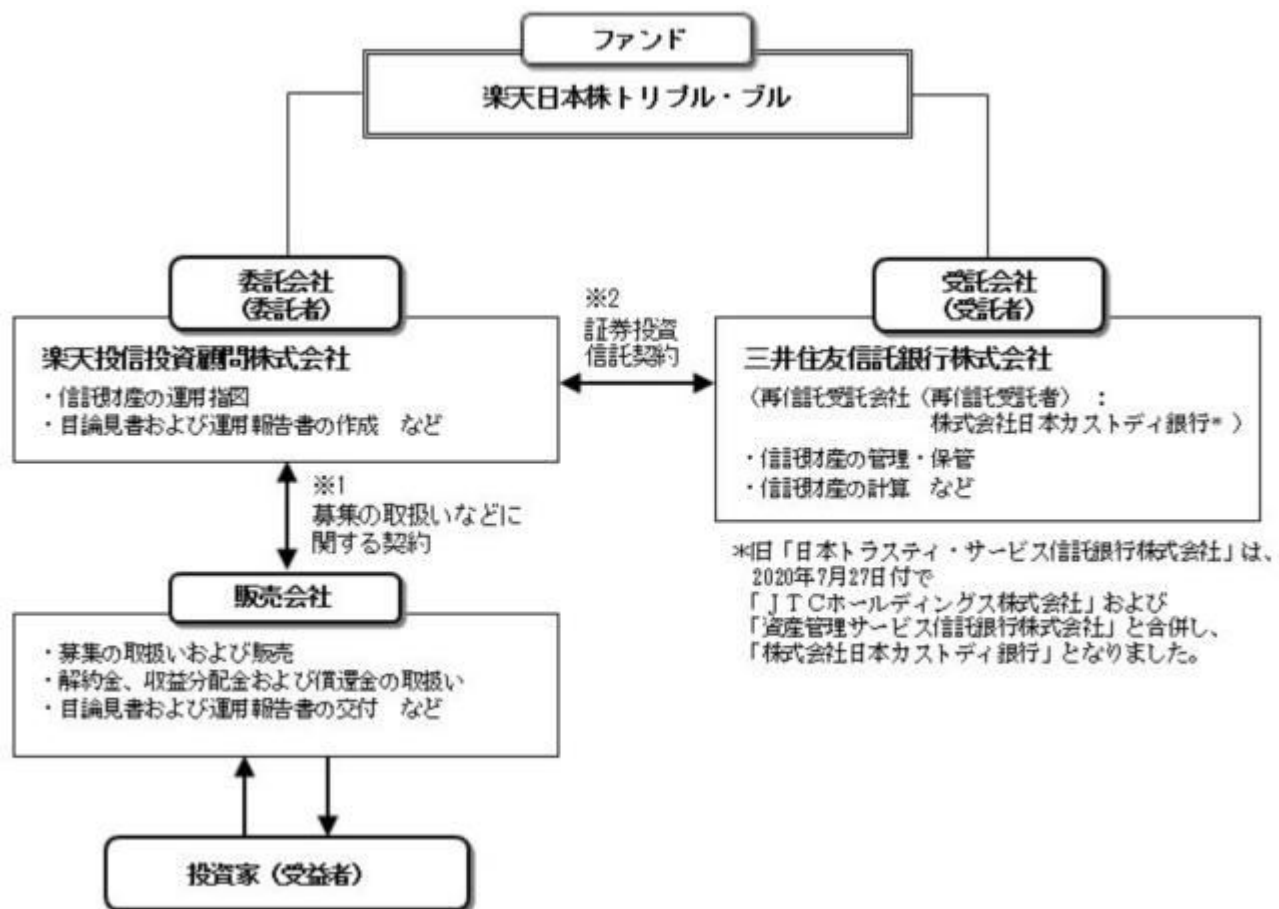 ファンド
楽天日本株トリプル・ブル
委託会社
(委託者)
楽天投信投資顧問株式会社
・信託財産の運用指図
・目論見書および運用報告書の作成　など
※2
証券投資
信託契約
受託会社
(受託者)
三井住友信託銀行株式会社
（再信託受託会社（再信託受託者）：
株式会社日本カストディ銀行*）
・信託財産の管理・保管
・信託財産の計算　など
*旧「日本トラスティ・サービス信託銀行株式会社」は、
2020年7月27日付で
「ＪＴＣホールディングス株式会社」および
「資産管理サービス信託銀行株式会社」と合併し、
「株式会社日本カストディ銀行」となりました。
※1
募集の取扱いなどに
関する契約
販売会社
・募集の取扱いおよび販売
・解約金、収益分配金および償還金の取扱い
・目論見書および運用報告書の交付　など
投資家（受益者）